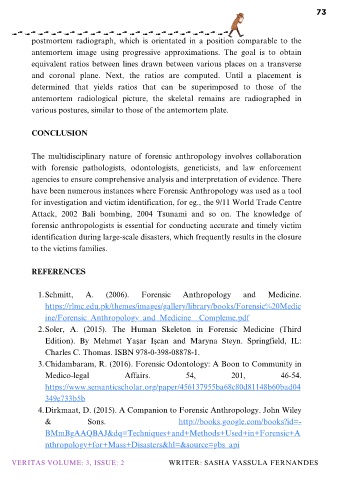 73
postmortem radiograph, which is orientated in a position comparable to the
antemortem image using progressive approximations. The goal is to obtain
equivalent ratios between lines drawn between various places on a transverse
and coronal plane. Next, the ratios are computed. Until a placement is
determined that yields ratios that can be superimposed to those of the
antemortem radiological picture, the skeletal remains are radiographed in
various postures, similar to those of the antemortem plate.
CONCLUSION
The multidisciplinary nature of forensic anthropology involves collaboration
with forensic pathologists, odontologists, geneticists, and law enforcement
agencies to ensure comprehensive analysis and interpretation of evidence. There
have been numerous instances where Forensic Anthropology was used as a tool
for investigation and victim identification, for eg., the 9/11 World Trade Centre
Attack, 2002 Bali bombing, 2004 Tsunami and so on. The knowledge of
forensic anthropologists is essential for conducting accurate and timely victim
identification during large-scale disasters, which frequently results in the closure
to the victims families.
REFERENCES
1. Schmitt, A. (2006). Forensic Anthropology and Medicine.
https://rlmc.edu.pk/themes/images/gallery/library/books/Forensic%20Medic
ine/Forensic_Anthropology_and_Medicine__Compleme.pdf
2. Soler, A. (2015). The Human Skeleton in Forensic Medicine (Third
Edition). By Mehmet Yaşar Işcan and Maryna Steyn. Springfield, IL:
Charles C. Thomas. ISBN 978-0-398-08878-1.
3. Chidambaram, R. (2016). Forensic Odontology: A Boon to Community in
Medico-legal Affairs. 54, 201, 46-54.
https://www.semanticscholar.org/paper/456137955ba68c80d81148b60bad04
349e733b5b
4. Dirkmaat, D. (2015). A Companion to Forensic Anthropology. John Wiley
& Sons. http://books.google.com/books?id=-
BMmBgAAQBAJ&dq=Techniques+and+Methods+Used+in+Forensic+A
nthropology+for+Mass+Disasters&hl=&source=gbs_api
VERITAS VOLUME: 3, ISSUE: 2 WRITER: SASHA VASSULA FERNANDES